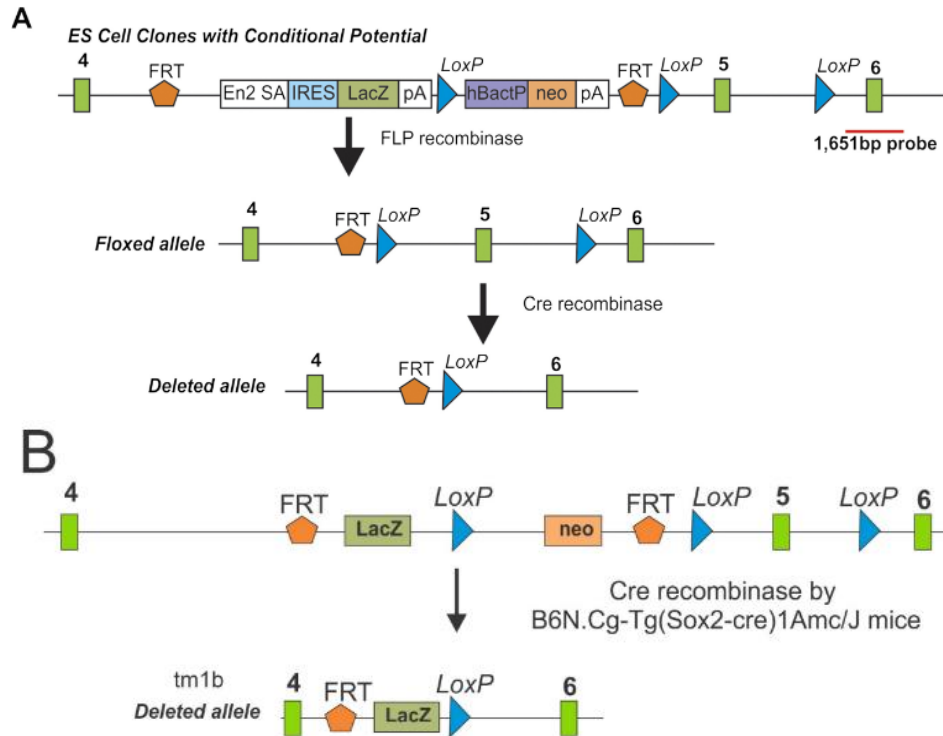 A
ES Cell Clones with Conditional Potential
4 FRT En2 SA IRES LacZ pA LoxP hBactP neo pA FRT LoxP 5 LoxP 6
1,651bp probe
FLP recombinase
Floxed allele 4 FRT LoxP 5 LoxP 6
Cre recombinase
Deleted allele 4 FRT LoxP 6
B
4 FRT LacZ LoxP neo FRT LoxP 5 LoxP 6
Cre recombinase by
B6N.Cg-Tg(Sox2-cre)1Amc/J mice
tm1b
Deleted allele 4 FRT LacZ LoxP 6